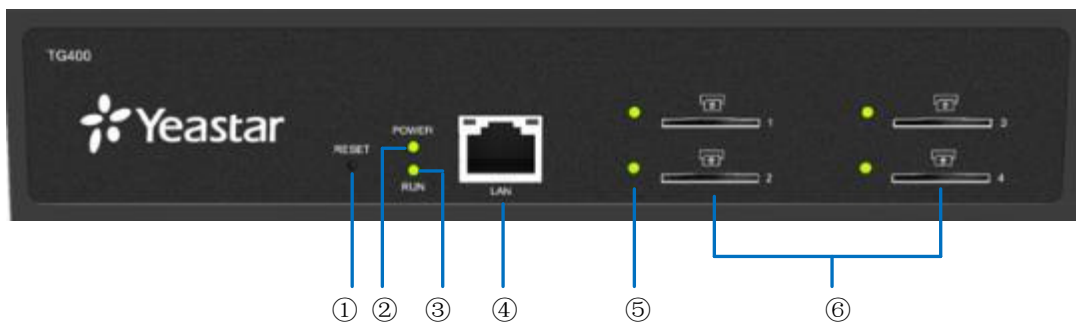 TG400
Yeastar
RESET
POWER
RUN
LAN
1
2
3
4
① ② ③ ④ ⑤ ⑥